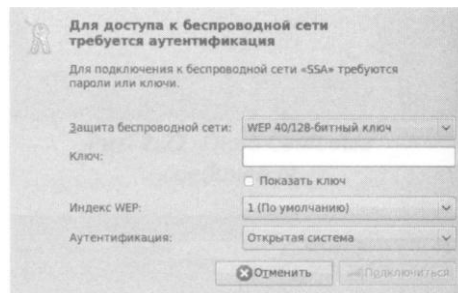 Для доступа к беспроводной сети
требуется аутентификация
Для подключения к беспроводной сети «SSA» требуются
пароли или ключи.
Защита беспроводной сети: WEP 40/128-битный ключ
Ключ:
Показать ключ
Индекс WEP: 1 (По умолчанию)
Аутентификация: Открытая система
Отменить Подключиться